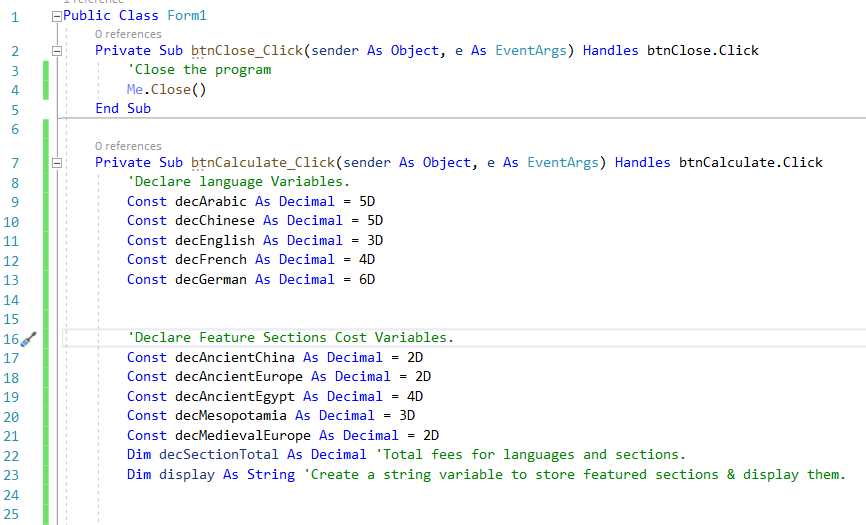 1 reference
1 Public Class Form1
0 references
2 Private Sub btnClose_Click(sender As Object, e As EventArgs) Handles btnClose.Click
3 'Close the program
4 Me.Close()
5 End Sub
6
0 references
7 Private Sub btnCalculate_Click(sender As Object, e As EventArgs) Handles btnCalculate.Click
8 'Declare language Variables.
9 Const decArabic As Decimal = 5D
10 Const decChinese As Decimal = 5D
11 Const decEnglish As Decimal = 3D
12 Const decFrench As Decimal = 4D
13 Const decGerman As Decimal = 6D
14
15
16 'Declare Feature Sections Cost Variables.
17 Const decAncientChina As Decimal = 2D
18 Const decAncientEurope As Decimal = 2D
19 Const decAncientEgypt As Decimal = 4D
20 Const decMesopotamia As Decimal = 3D
21 Const decMedievalEurope As Decimal = 2D
22 Dim decSectionTotal As Decimal 'Total fees for languages and sections.
23 Dim display As String 'Create a string variable to store featured sections & display them.
24
25